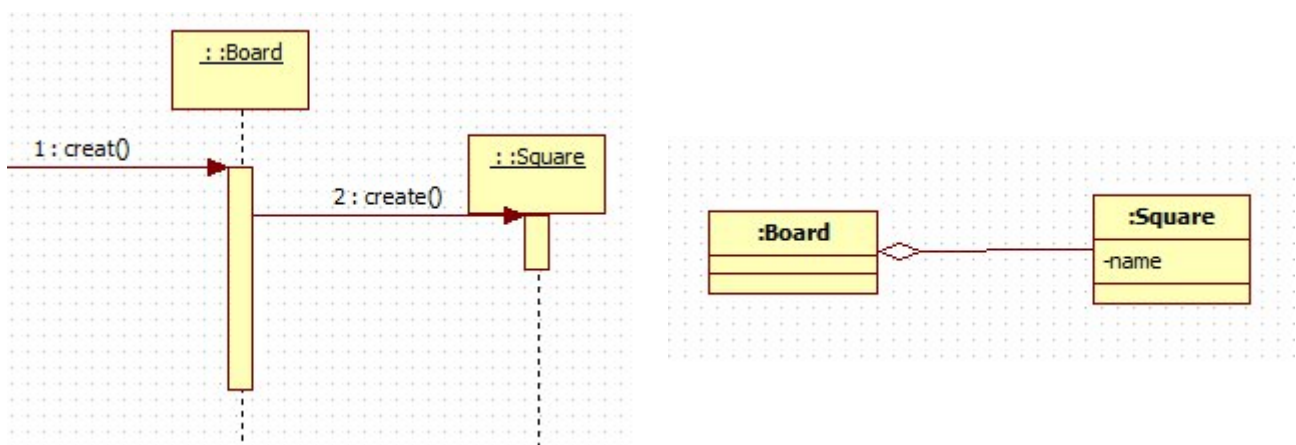 : :Board
1 : creat()
: :Square
2 : create()
:Board
:Square
-name